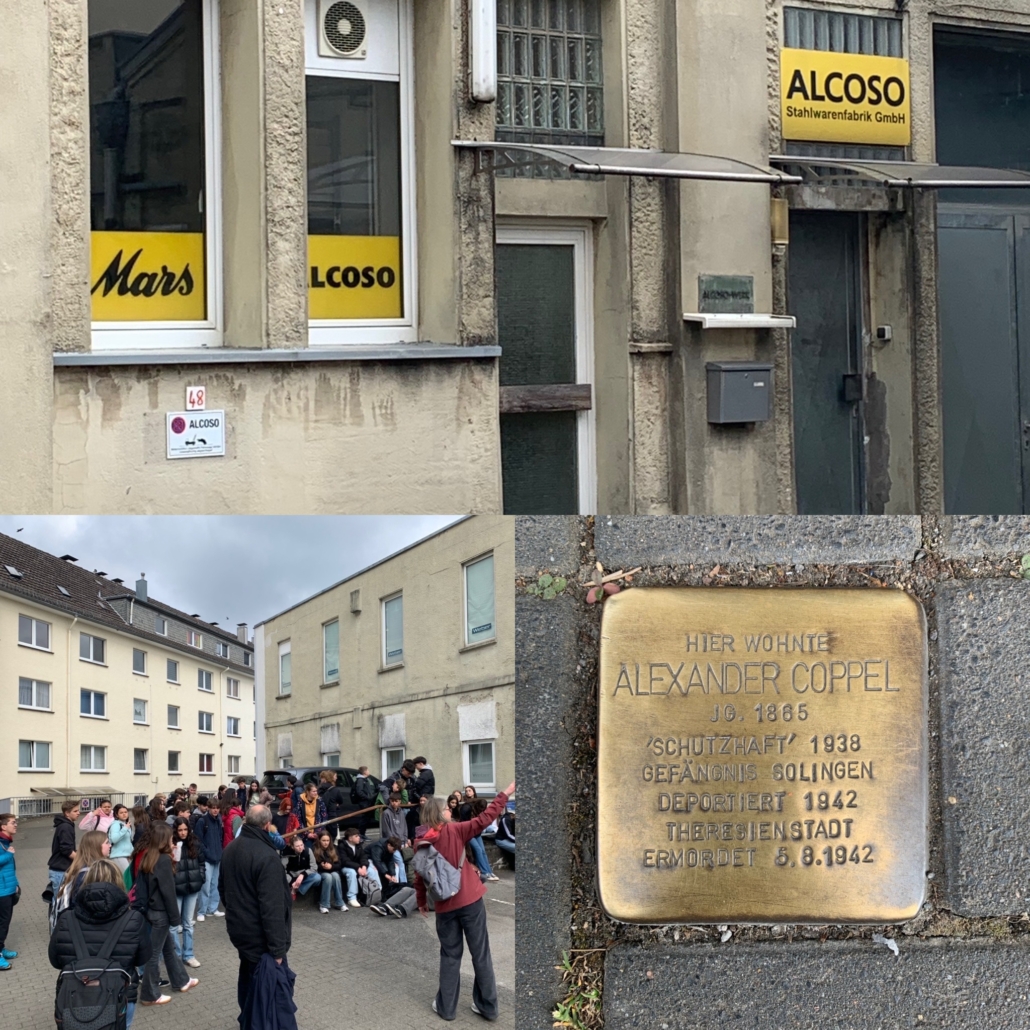 ALCOSO
Stahlwarenfabrik GmbH
Mars
ALCOSO
48
ALCOSO
HIER WOHNTE
ALEXANDER COPPEL
JG. 1865
'SCHUTZHAFT' 1938
GEFÄNGNIS SOLINGEN
DEPORTIERT 1942
THERESIENSTADT
ERMORDET 5.8.1942